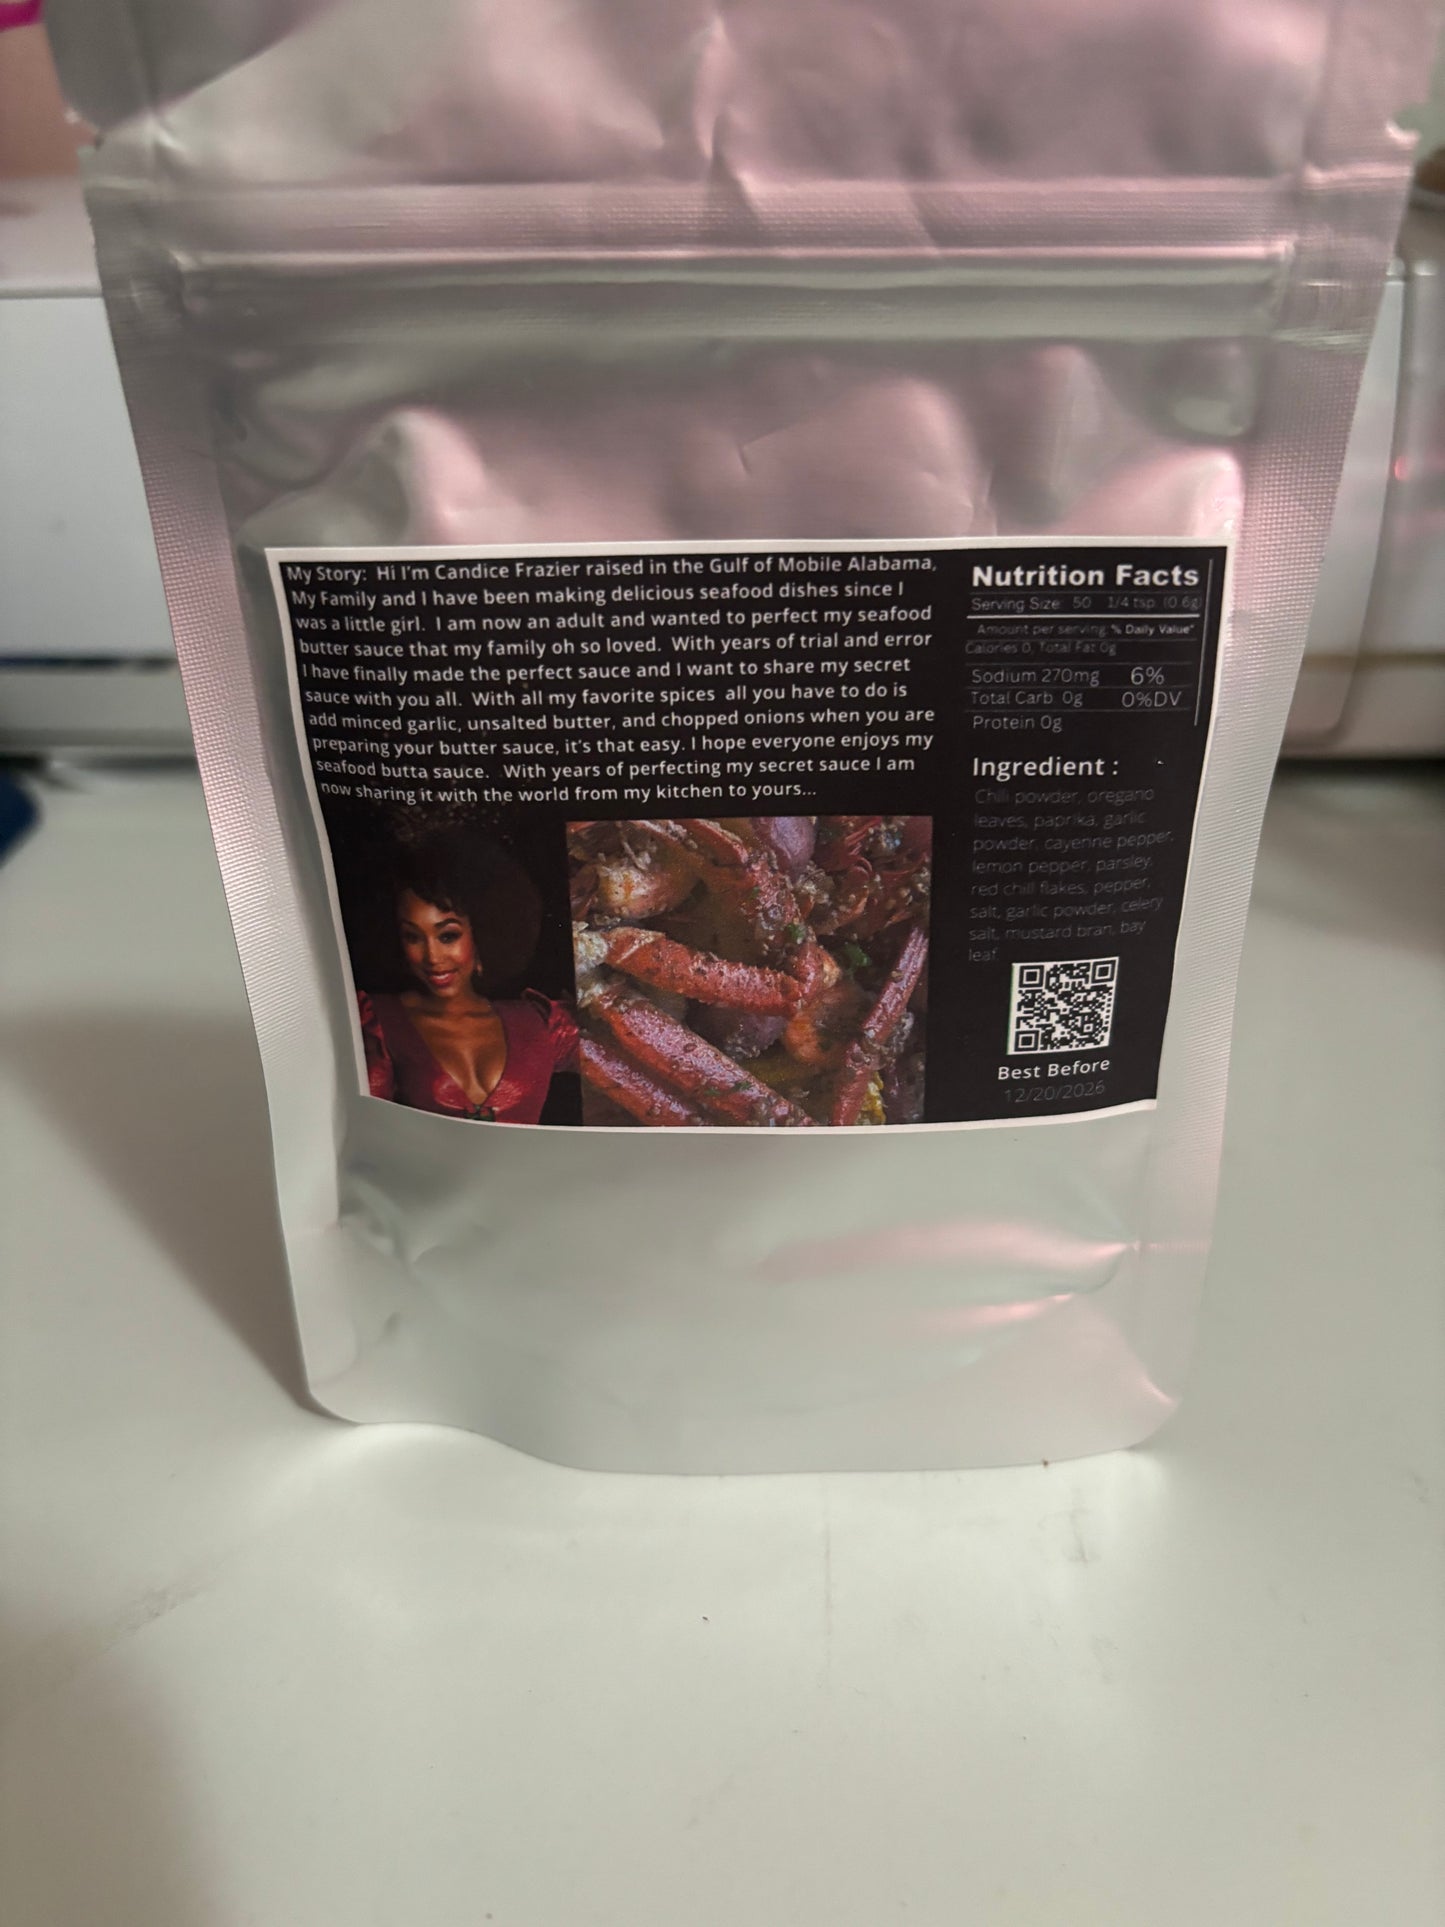 My Story:  Hi I'm Candice Frazier raised in the Gulf of Mobile Alabama,
My Family and I have been making delicious seafood dishes since I
was a little girl.  I am now an adult and wanted to perfect my seafood
butter sauce that my family oh so loved.  With years of trial and error
I have finally made the perfect sauce and I want to share my secret
sauce with you all.  With all my favorite spices  all you have to do is
add minced garlic, unsalted butter, and chopped onions when you are
preparing your butter sauce, it's that easy. I hope everyone enjoys my
seafood butta sauce.  With years of perfecting my secret sauce I am
now sharing it with the world from my kitchen to yours...
Nutrition Facts
Serving Size  50  1/4 tsp (0.6g)
Amount per serving % Daily Value*
Calories 0, Total Fat 0g
Sodium 270mg 6%
Total Carb 0g 0%DV
Protein 0g
Ingredient :
Chili powder, oregano
leaves, paprika, garlic
powder, cayenne pepper,
lemon pepper, parsley,
red chill flakes, pepper,
salt, garlic powder, celery
salt, mustard bran, bay
leaf
Best Before
12/20/2026